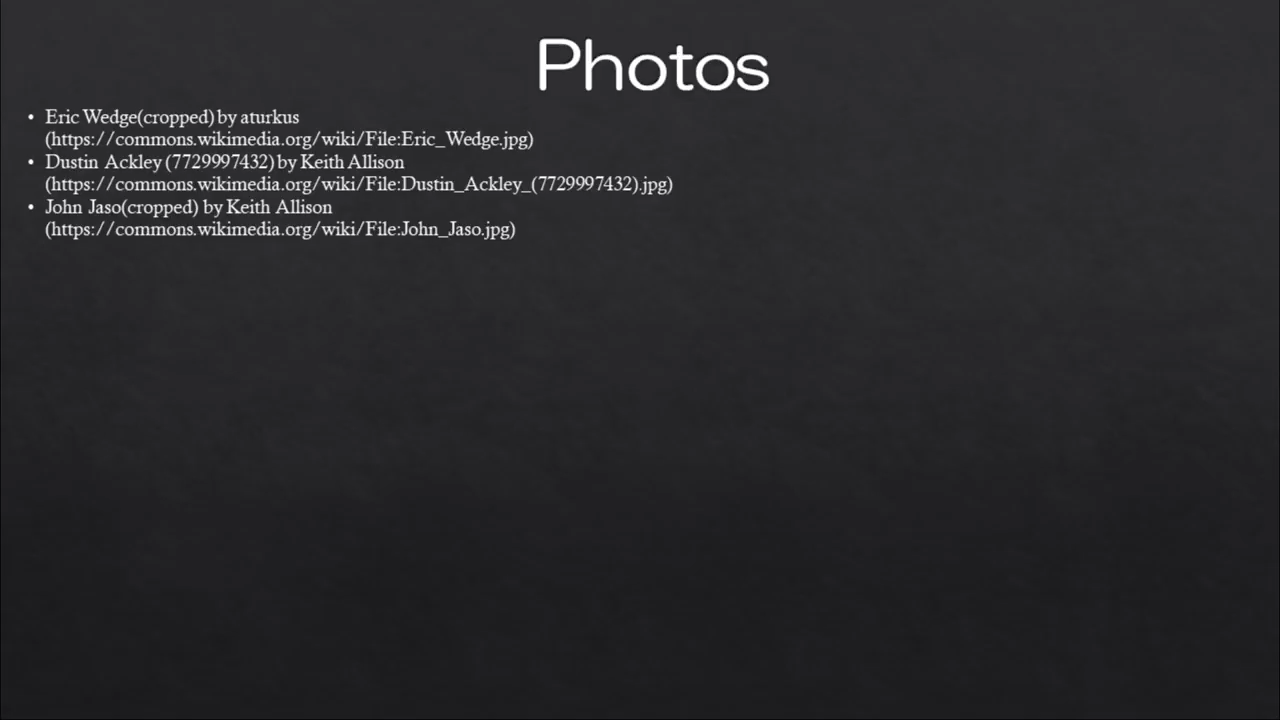 Photos
• Eric Wedge(cropped) by aturkus
(https://commons.wikimedia.org/wiki/File:Eric_Wedge.jpg)
• Dustin Ackley (7729997432) by Keith Allison
(https://commons.wikimedia.org/wiki/File:Dustin_Ackley_(7729997432).jpg)
• John Jaso(cropped) by Keith Allison
(https://commons.wikimedia.org/wiki/File:John_Jaso.jpg)